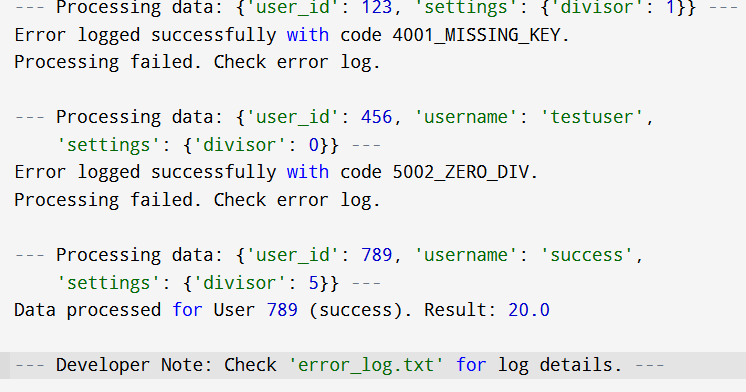 --- Processing data: {'user_id': 123, 'settings': {'divisor': 1}} ---
Error logged successfully with code 4001_MISSING_KEY.
Processing failed. Check error log.
--- Processing data: {'user_id': 456, 'username': 'testuser',
'settings': {'divisor': 0}} ---
Error logged successfully with code 5002_ZERO_DIV.
Processing failed. Check error log.
--- Processing data: {'user_id': 789, 'username': 'success',
'settings': {'divisor': 5}} ---
Data processed for User 789 (success). Result: 20.0
--- Developer Note: Check 'error_log.txt' for log details. ---